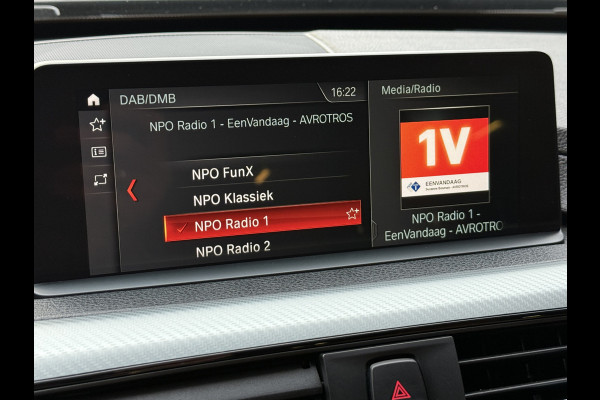 DAB/DMB
16:22
NPO Radio 1 - EenVandaag - AVROTROS
NPO FunX
NPO Klassiek
NPO Radio 1
NPO Radio 2
Media/Radio
1V
EENVANDAAG
NPO Radio 1 -
EenVandaag - AVROTRO